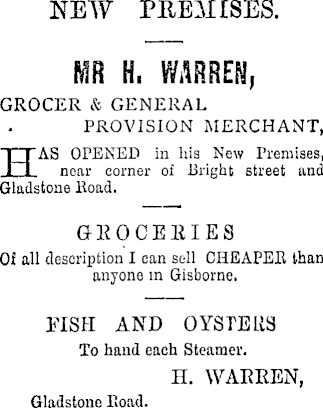 NEW PREMISES.
MR H. WARREN,
GROCER & GENERAL
PROVISION MERCHANT,
HAS OPENED in his New Premises,
near corner of Bright street and
Gladstone Road.
GROCERIES
Of all description I can sell CHEAPER than
anyone in Gisborne.
FISH AND OYSTERS
To hand each Steamer.
H. WARREN,
Gladstone Road.